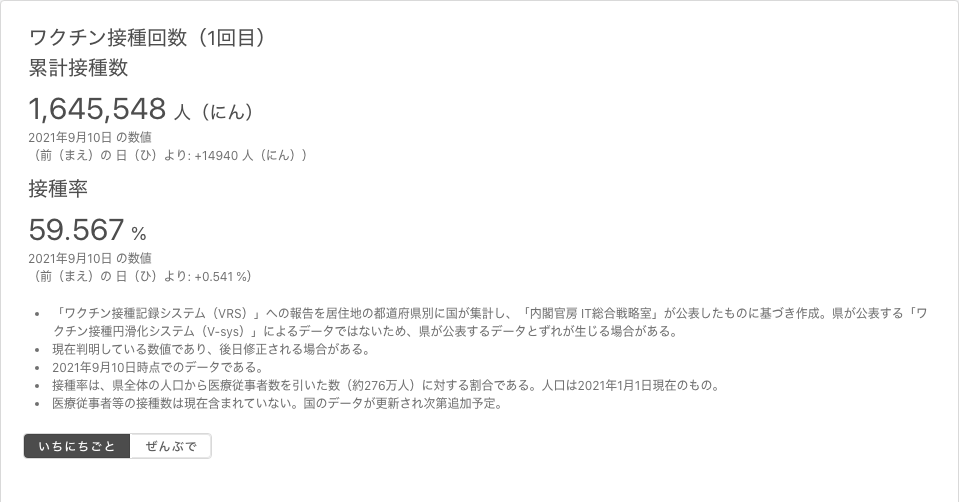 ワクチン接種回数（1回目）
累計接種数
1,645,548 人（にん）
2021年9月10日 の数値
（前（まえ）の 日（ひ）より: +14940 人（にん））
接種率
59.567 %
2021年9月10日 の数値
（前（まえ）の 日（ひ）より: +0.541 %）
• 「ワクチン接種記録システム（VRS）」への報告を居住地の都道府県別に国が集計し、「内閣官房 IT総合戦略室」が公表したものに基づき作成。県が公表する「ワ
クチン接種円滑化システム（V-sys）」によるデータではないため、県が公表するデータとずれが生じる場合がある。
• 現在判明している数値であり、後日修正される場合がある。
• 2021年9月10日時点でのデータである。
• 接種率は、県全体の人口から医療従事者数を引いた数（約276万人）に対する割合である。人口は2021年1月1日現在のもの。
• 医療従事者等の接種数は現在含まれていない。国のデータが更新され次第追加予定。
いちにちごと ぜんぶで